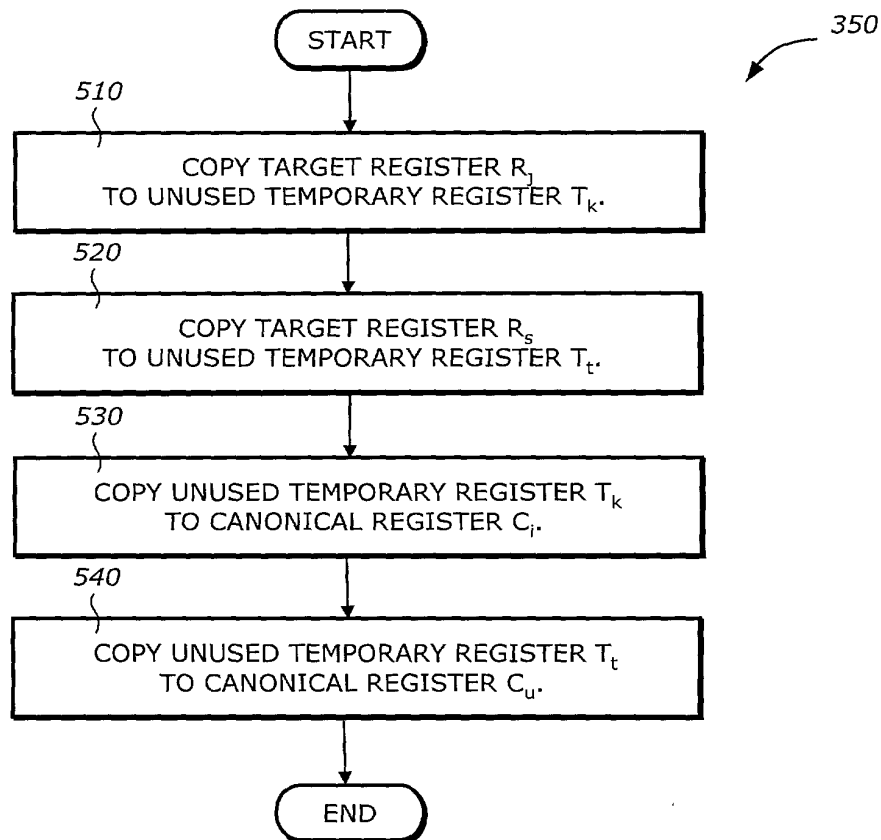 START
350
510
COPY TARGET REGISTER Rj
TO UNUSED TEMPORARY REGISTER Tk.
520
COPY TARGET REGISTER Rs
TO UNUSED TEMPORARY REGISTER Tt.
530
COPY UNUSED TEMPORARY REGISTER Tk
TO CANONICAL REGISTER Ci.
540
COPY UNUSED TEMPORARY REGISTER Tt
TO CANONICAL REGISTER Cu.
END